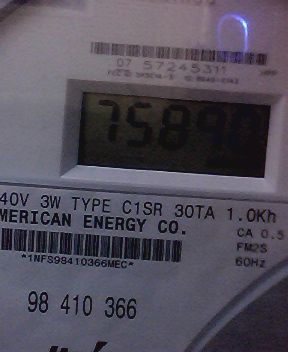 07 57245311
7589
40V 3W TYPE C1SR 30TA 1.0Kh
MERICAN ENERGY CO.
CA 0.5
FM2S
*1NFS98410366MEC*
60Hz
98 410 366